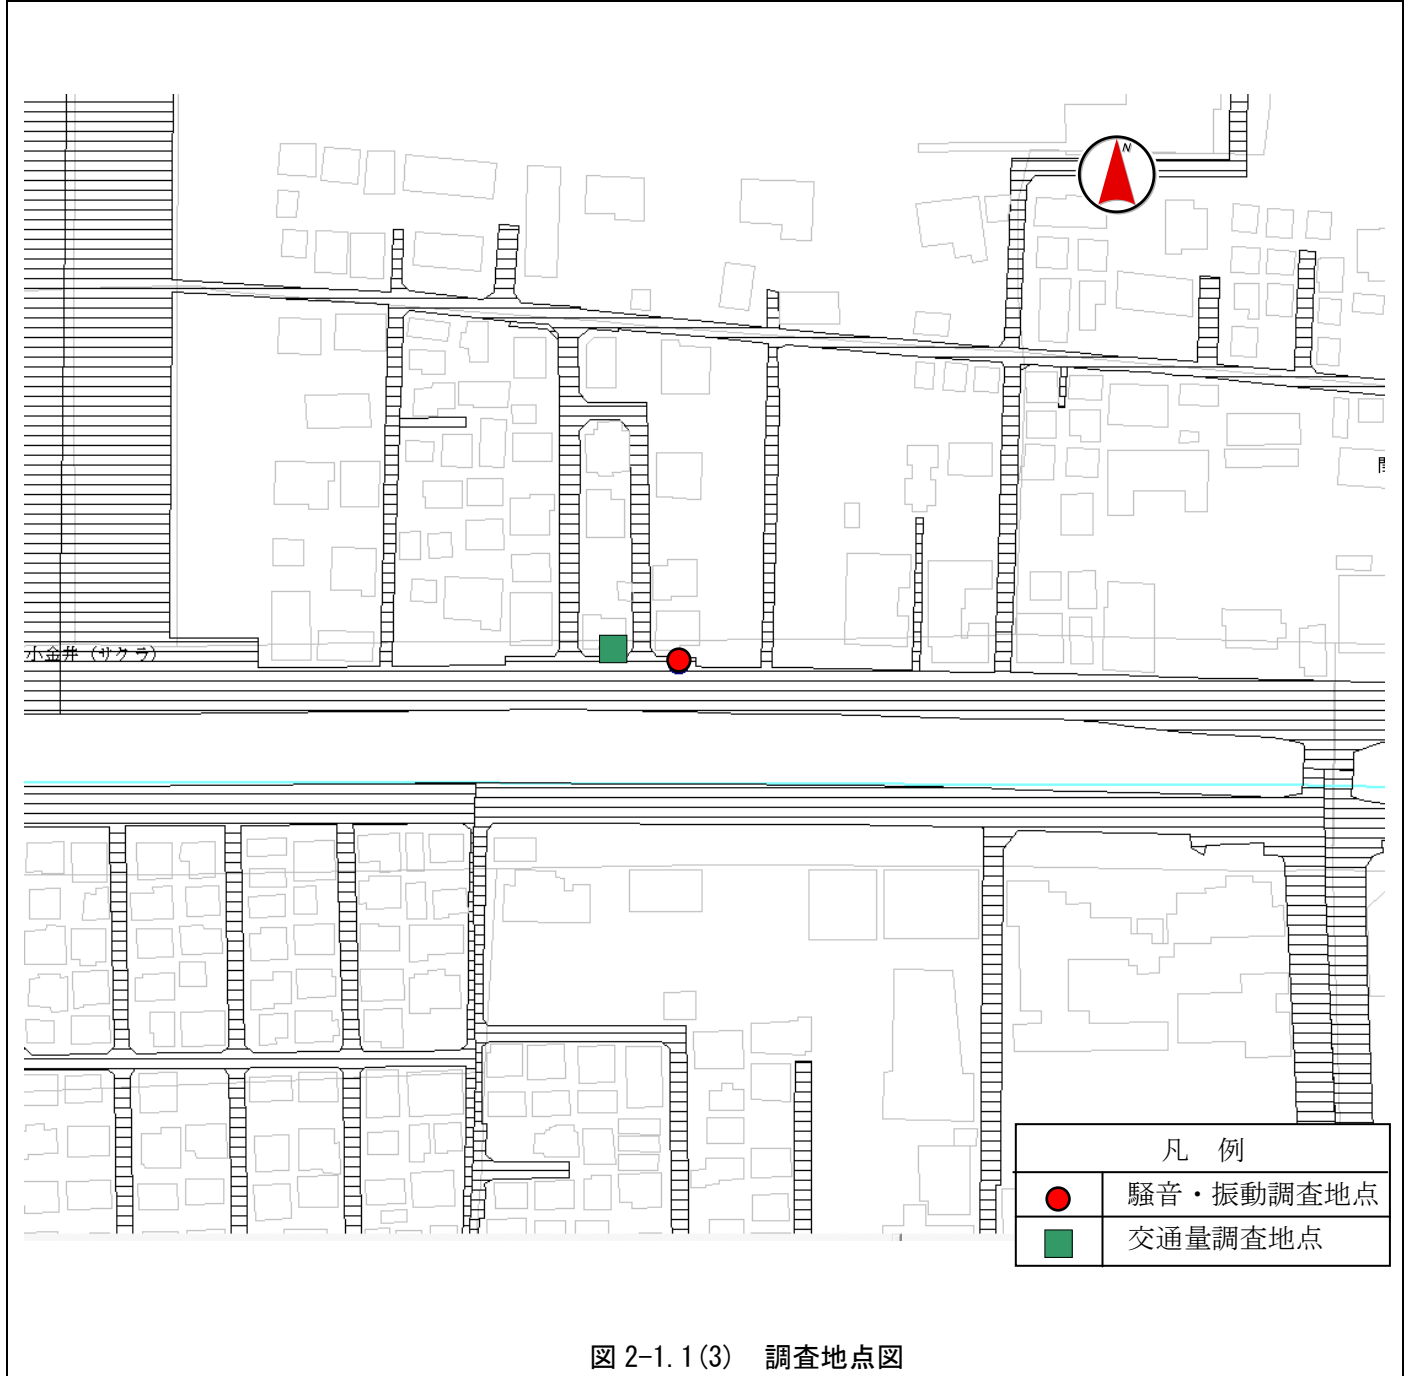 N
小金井（サクラ）
凡 例
騒音・振動調査地点
交通量調査地点
図 2-1.1(3) 調査地点図